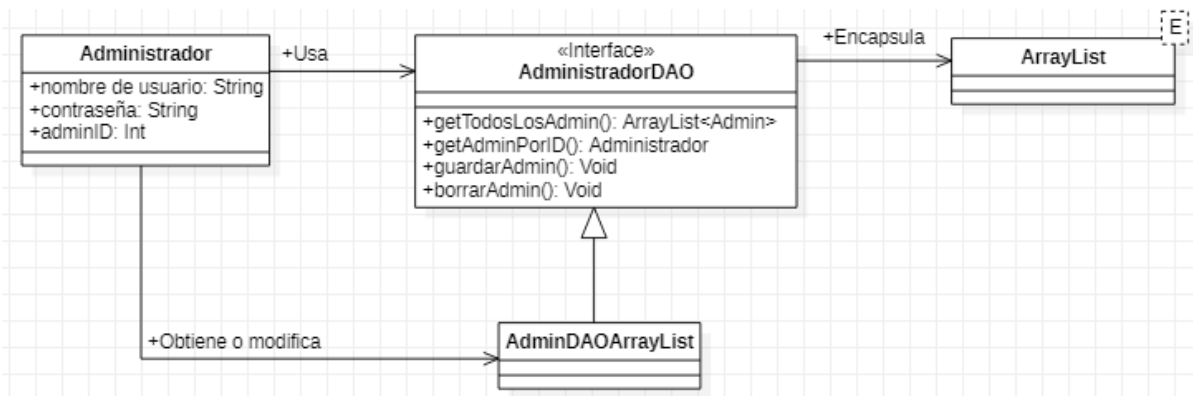 Administrador
+nombre de usuario: String
+contraseña: String
+adminID: Int
+Usa
«Interface»
AdministradorDAO
+getTodosLosAdmin(): ArrayList<Admin>
+getAdminPorID(): Administrador
+guardarAdmin(): Void
+borrarAdmin(): Void
+Encapsula
E
ArrayList
+Obtiene o modifica
AdminDAOArrayList